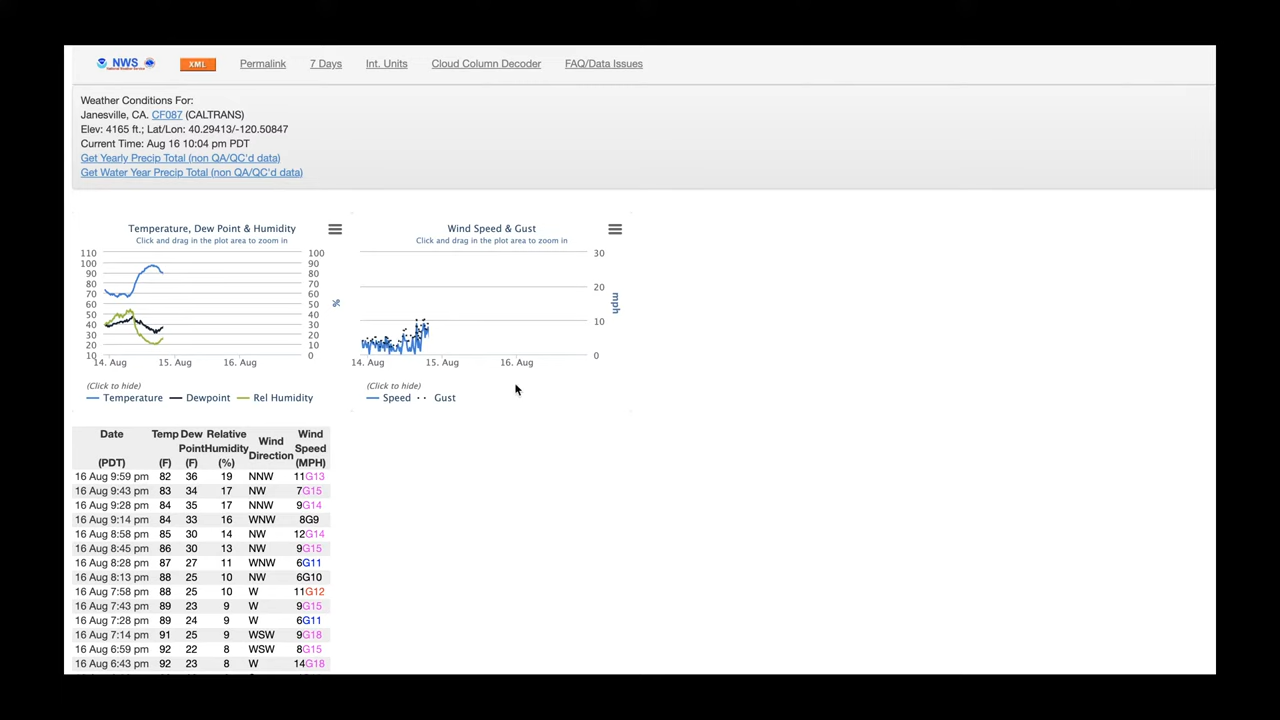 NWS
XML
Permalink
7 Days
Int. Units
Cloud Column Decoder
FAQ/Data Issues
Weather Conditions For:
Janesville, CA. CF087 (CALTRANS)
Elev: 4165 ft.; Lat/Lon: 40.29413/-120.50847
Current Time: Aug 16 10:04 pm PDT
Get Yearly Precip Total (non QA/QC'd data)
Get Water Year Precip Total (non QA/QC'd data)
Temperature, Dew Point & Humidity
Click and drag in the plot area to zoom in
110 100
100 90
90 80
80 70
70 60
60 50 %
50 40
40 30
30 20
20 10
10 0
14. Aug 15. Aug 16. Aug
(Click to hide)
Temperature Dewpoint Rel Humidity
Wind Speed & Gust
Click and drag in the plot area to zoom in
30
20
mph
10
0
14. Aug 15. Aug 16. Aug
(Click to hide)
Speed Gust
Date (PDT) Temp (F) Dew Point (F) Relative Humidity (%) Wind Direction Wind Speed (MPH)
16 Aug 9:59 pm 82 36 19 NNW 11G13
16 Aug 9:43 pm 83 34 17 NW 7G15
16 Aug 9:28 pm 84 35 17 NNW 9G14
16 Aug 9:14 pm 84 33 16 WNW 8G9
16 Aug 8:58 pm 85 30 14 NW 12G14
16 Aug 8:45 pm 86 30 13 NW 9G15
16 Aug 8:28 pm 87 27 11 WNW 6G11
16 Aug 8:13 pm 88 25 10 NW 6G10
16 Aug 7:58 pm 88 25 10 W 11G12
16 Aug 7:43 pm 89 23 9 W 9G15
16 Aug 7:28 pm 89 24 9 W 6G11
16 Aug 7:14 pm 91 25 9 WSW 9G18
16 Aug 6:59 pm 92 22 8 WSW 8G15
16 Aug 6:43 pm 92 23 8 W 14G18